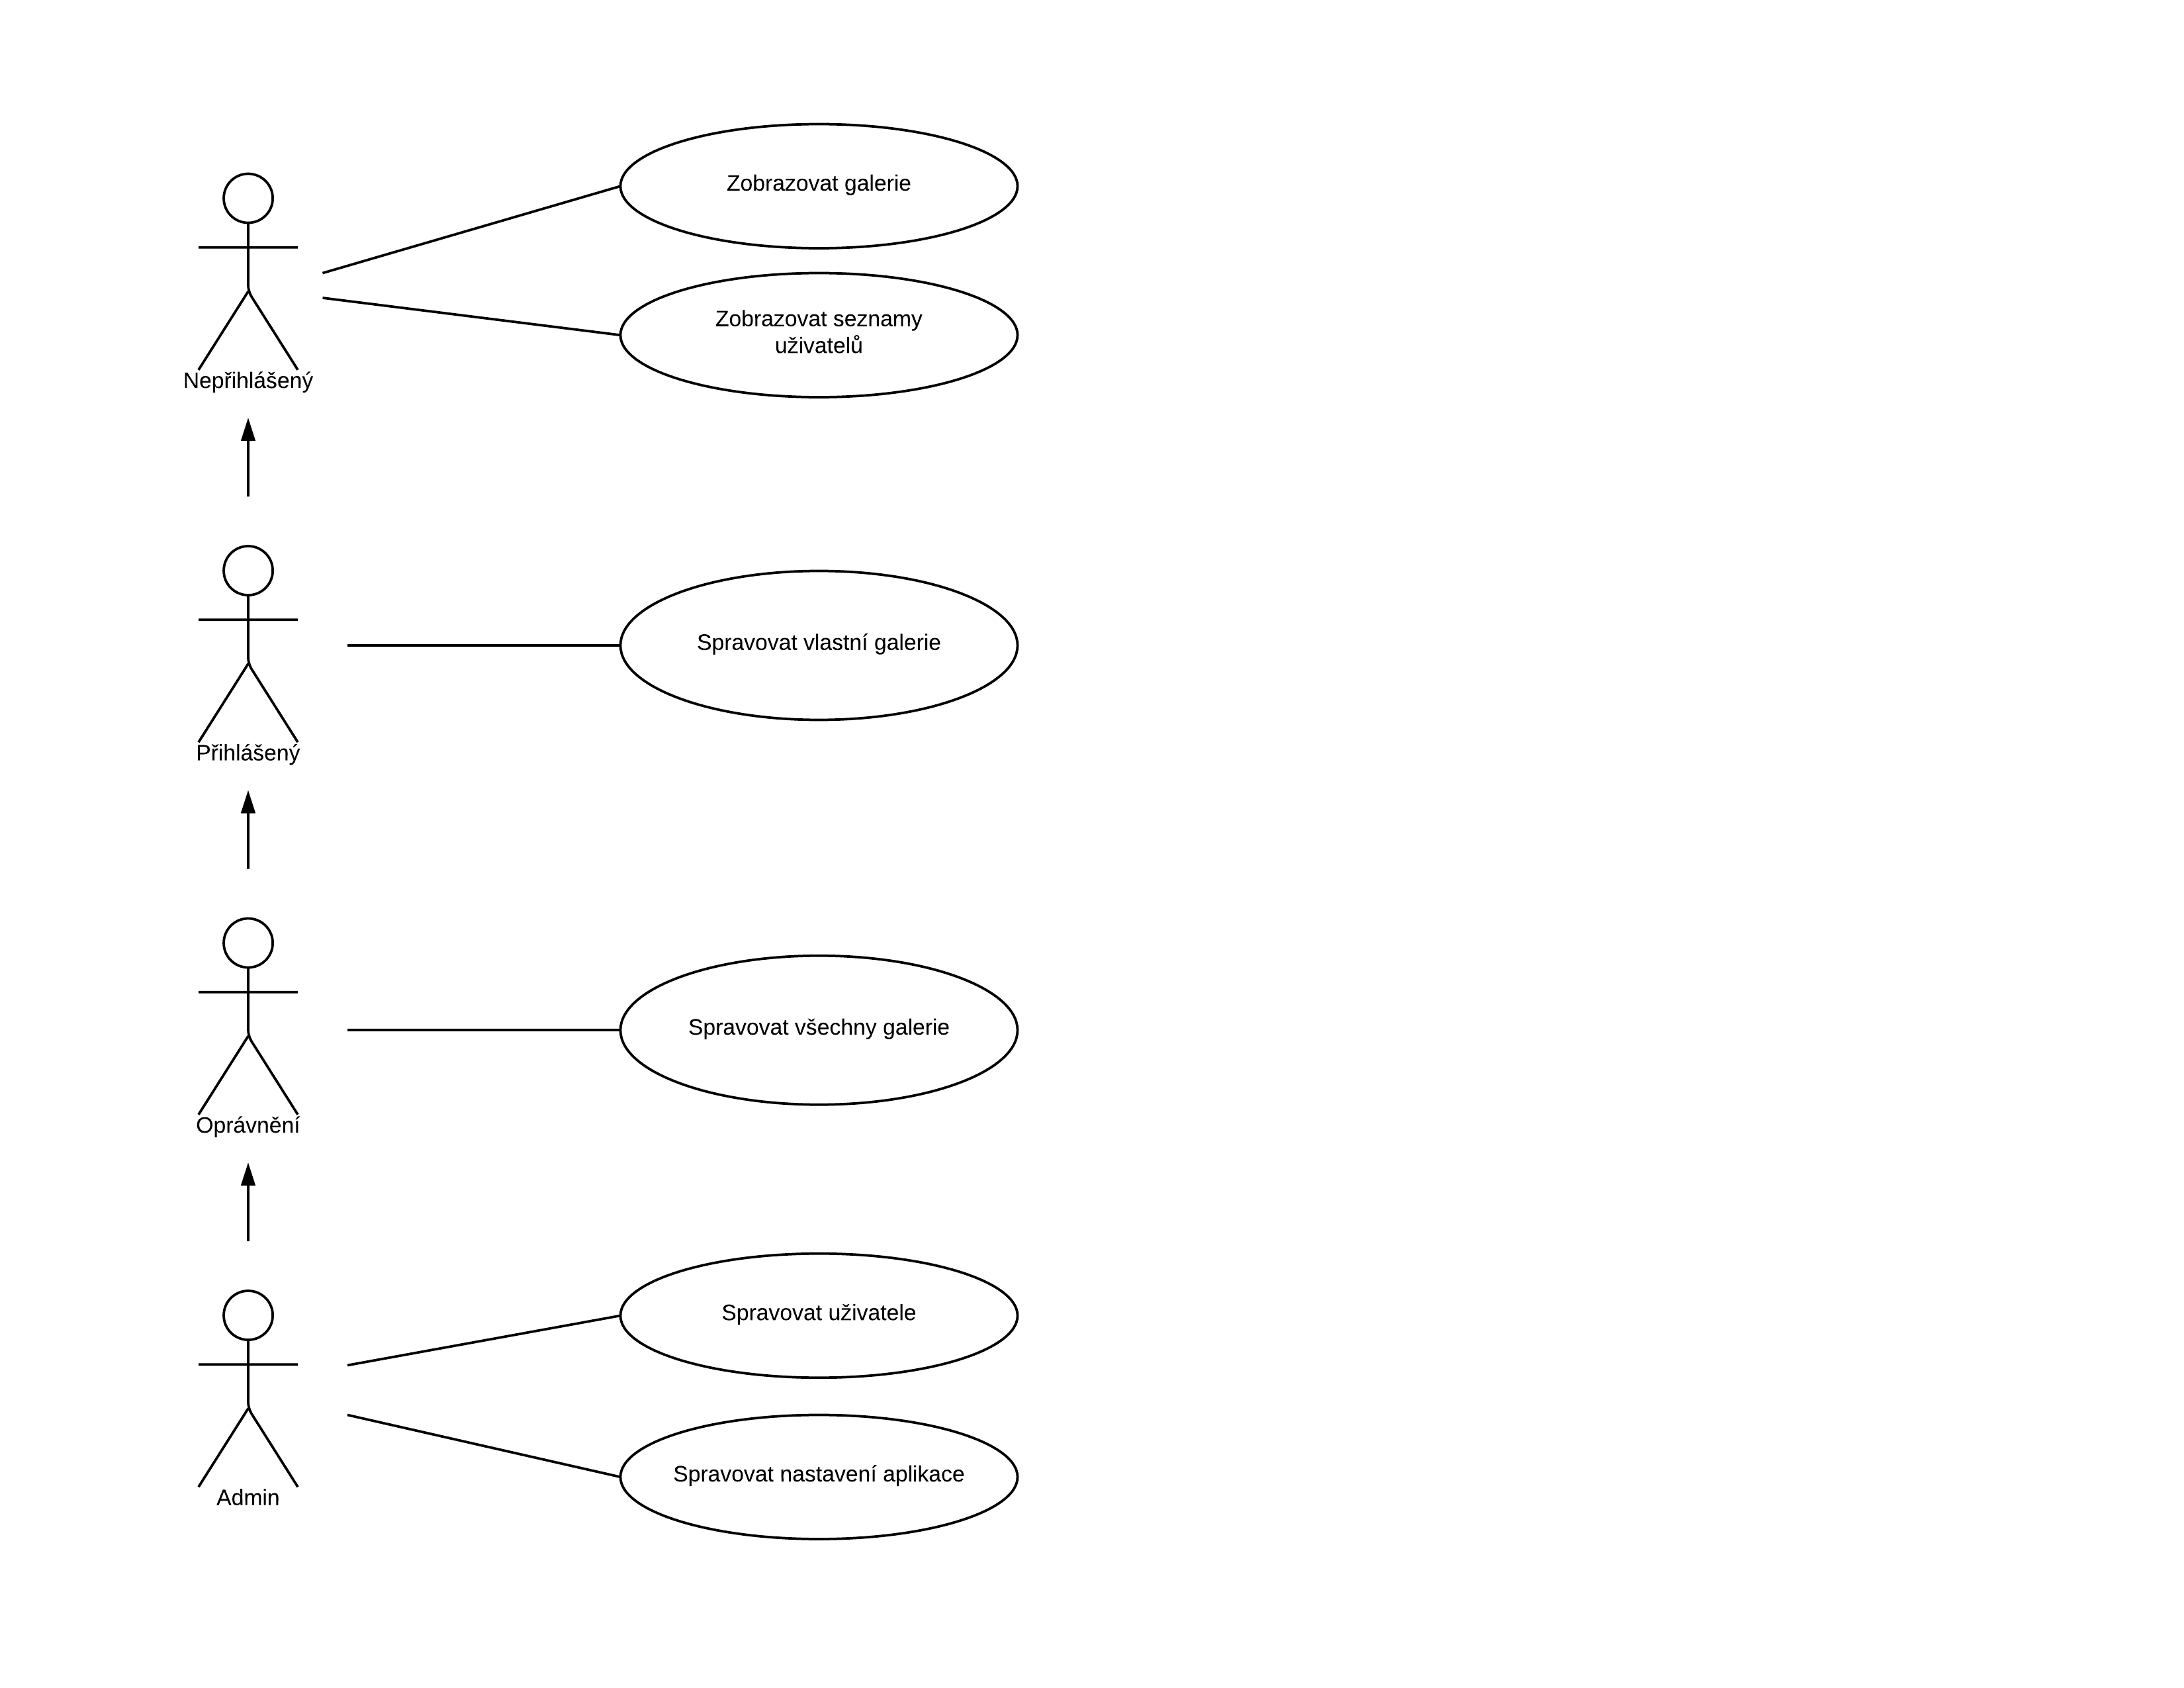 Zobrazovat galerie
Zobrazovat seznamy
uživatelů
Nepřihlášený
Spravovat vlastní galerie
Přihlášený
Spravovat všechny galerie
Oprávnění
Spravovat uživatele
Spravovat nastavení aplikace
Admin